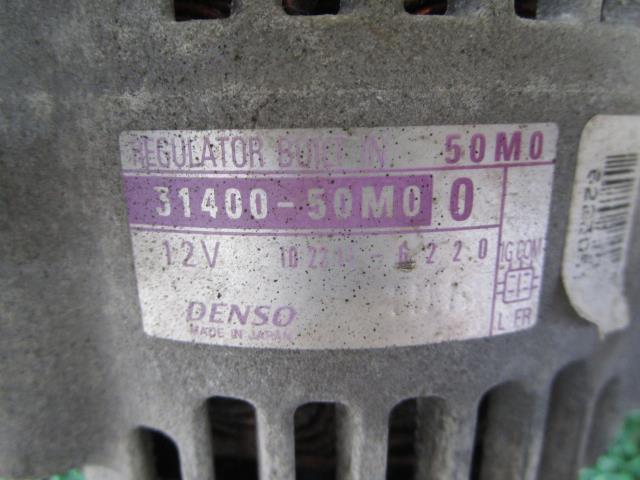 REGULATOR BUILT IN 50M0
31400-50M0 0
12V
IG COM
DENSO
MADE IN JAPAN
L FR